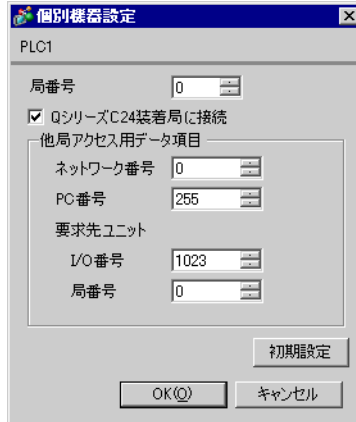 個別機器設定
PLC1
局番号 0
QシリーズC24装着局に接続
他局アクセス用データ項目
ネットワーク番号 0
PC番号 255
要求先ユニット
I/O番号 1023
局番号 0
初期設定
OK(O) キャンセル